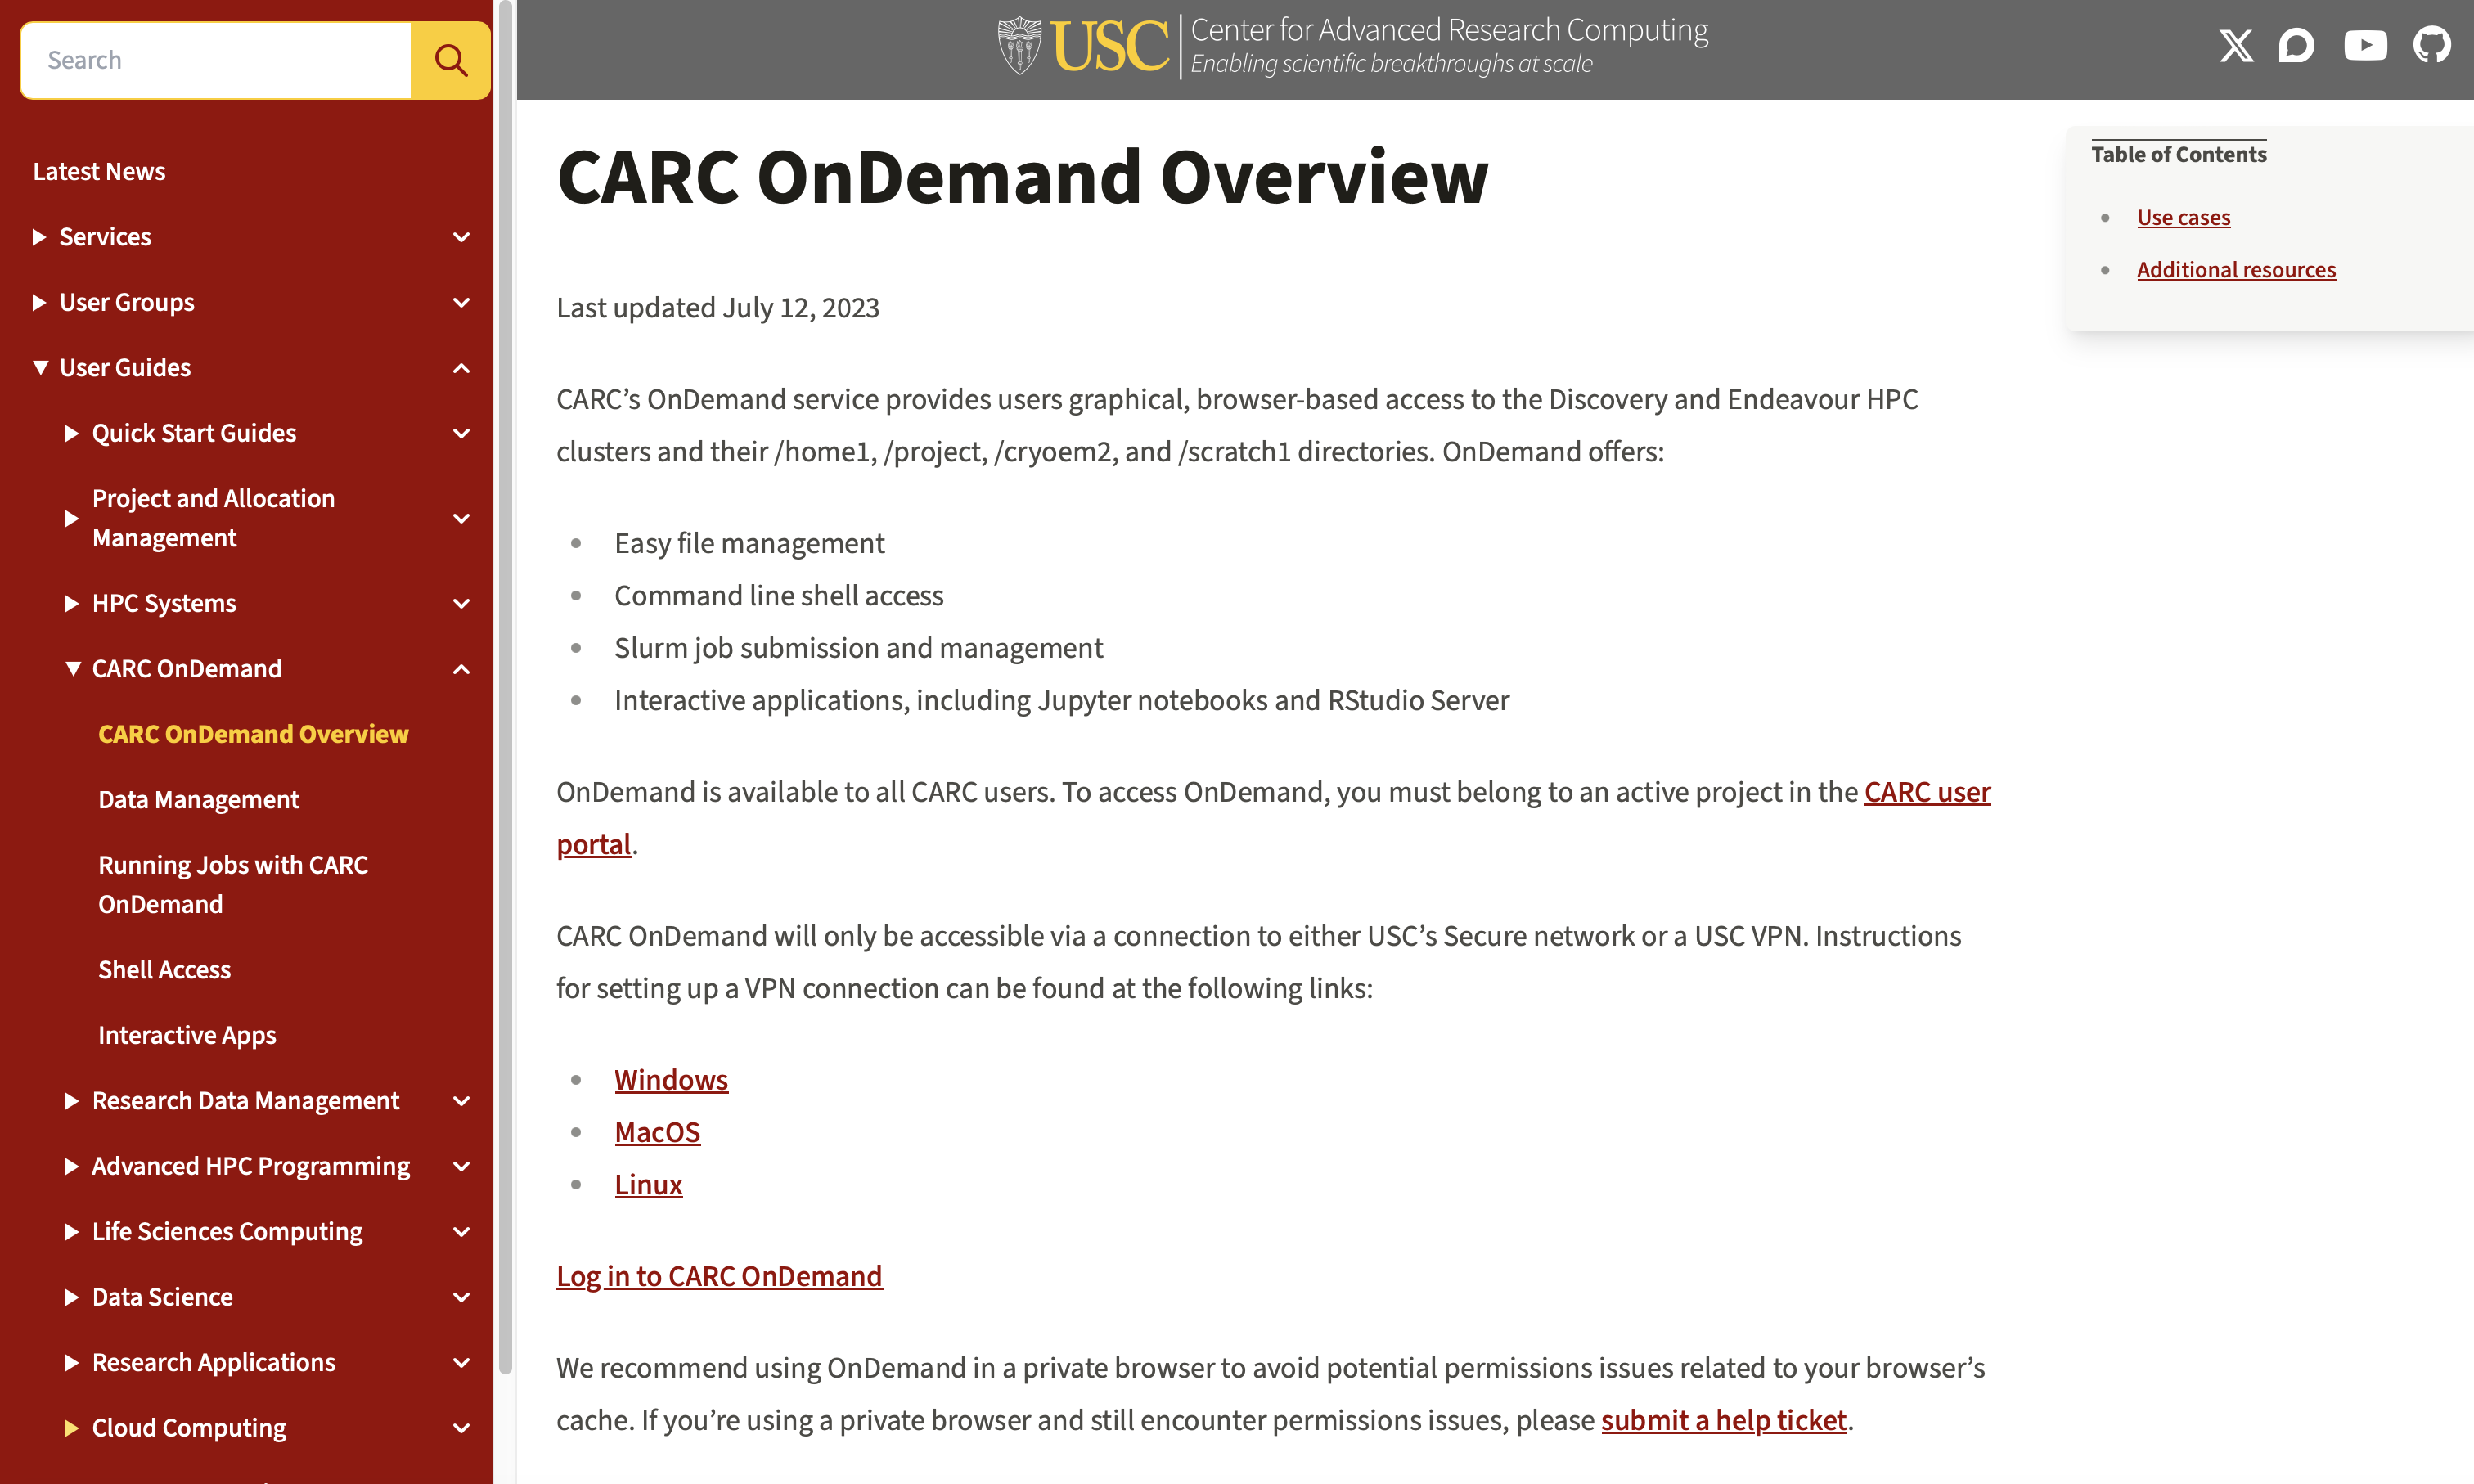 Search
Latest News
Services
User Groups
User Guides
Quick Start Guides
Project and Allocation
Management
HPC Systems
CARC OnDemand
CARC OnDemand Overview
Data Management
Running Jobs with CARC
OnDemand
Shell Access
Interactive Apps
Research Data Management
Advanced HPC Programming
Life Sciences Computing
Data Science
Research Applications
Cloud Computing
USC Center for Advanced Research Computing
Enabling scientific breakthroughs at scale
CARC OnDemand Overview
Last updated July 12, 2023
CARC’s OnDemand service provides users graphical, browser-based access to the Discovery and Endeavour HPC
clusters and their /home1, /project, /cryoem2, and /scratch1 directories. OnDemand offers:
Easy file management
Command line shell access
Slurm job submission and management
Interactive applications, including Jupyter notebooks and RStudio Server
OnDemand is available to all CARC users. To access OnDemand, you must belong to an active project in the CARC user
portal.
CARC OnDemand will only be accessible via a connection to either USC’s Secure network or a USC VPN. Instructions
for setting up a VPN connection can be found at the following links:
Windows
MacOS
Linux
Log in to CARC OnDemand
We recommend using OnDemand in a private browser to avoid potential permissions issues related to your browser’s
cache. If you’re using a private browser and still encounter permissions issues, please submit a help ticket.
Table of Contents
Use cases
Additional resources